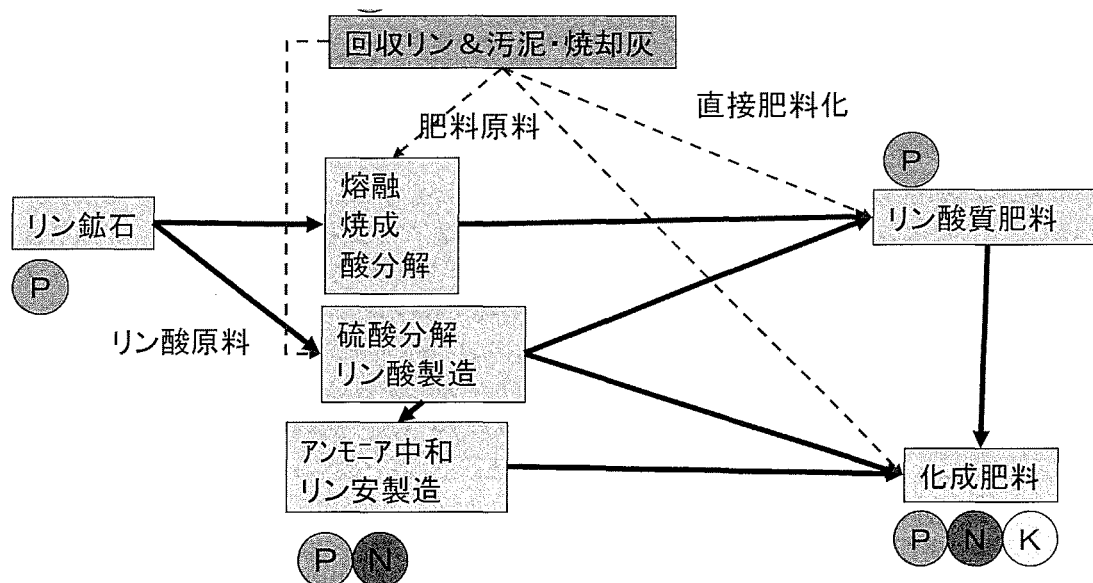 回収リン&汚泥・焼却灰
肥料原料
直接肥料化
P
熔融
焼成
酸分解
リン鉱石
リン酸質肥料
P
リン酸原料
硫酸分解
リン酸製造
アンモニア中和
リン安製造
化成肥料
P N
P N K